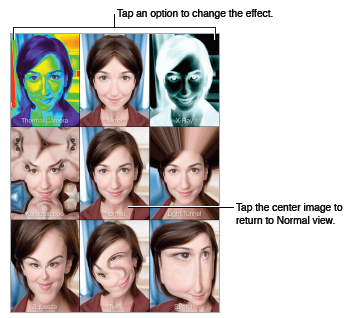 Tap an option to change the effect.
Thermal Camera
Mirror
X-Ray
Kaleidoscope
Normal
Light Tunnel
Tap the center image to
return to Normal view.
Squeeze
Twirl
Stretch